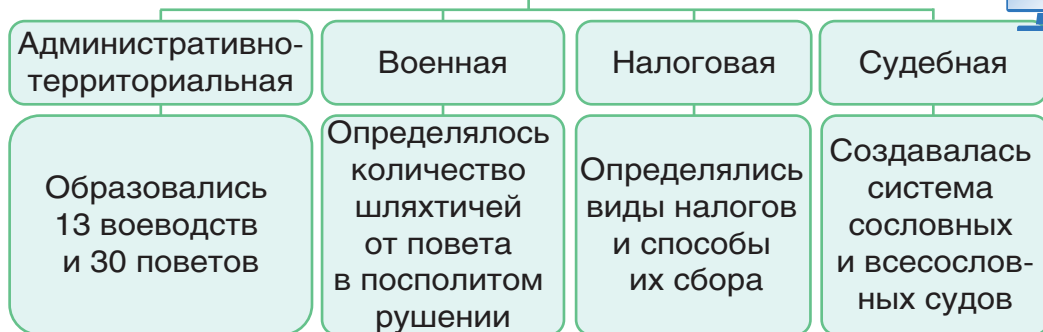 Административно-
территориальная
Военная
Налоговая
Судебная
Образовались
13 воеводств
и 30 поветов
Определялось
количество
шляхтичей
от повета
в посполитом
рушении
Определялись
виды налогов
и способы
их сбора
Создавалась
система
сословных
и всесослов-
ных судов